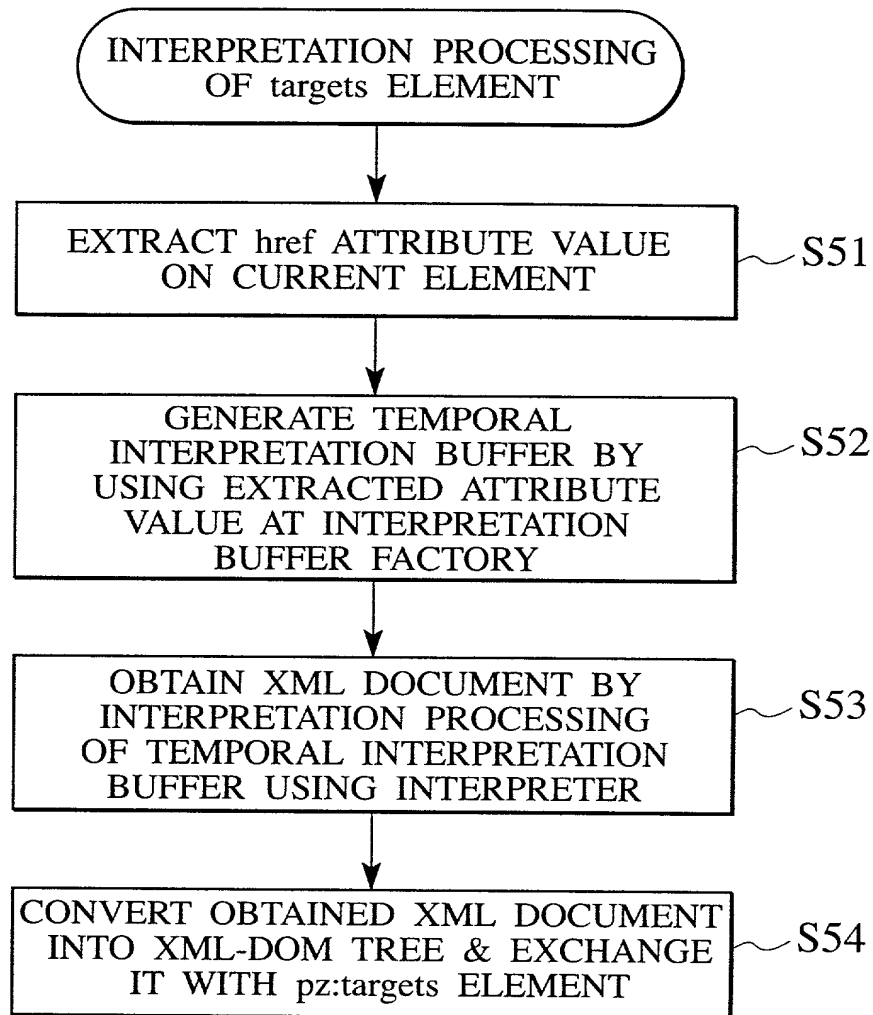 INTERPRETATION PROCESSING
OF targets ELEMENT
EXTRACT href ATTRIBUTE VALUE
ON CURRENT ELEMENT
S51
GENERATE TEMPORAL
INTERPRETATION BUFFER BY
USING EXTRACTED ATTRIBUTE
VALUE AT INTERPRETATION
BUFFER FACTORY
S52
OBTAIN XML DOCUMENT BY
INTERPRETATION PROCESSING
OF TEMPORAL INTERPRETATION
BUFFER USING INTERPRETER
S53
CONVERT OBTAINED XML DOCUMENT
INTO XML-DOM TREE & EXCHANGE
IT WITH pz:targets ELEMENT
S54